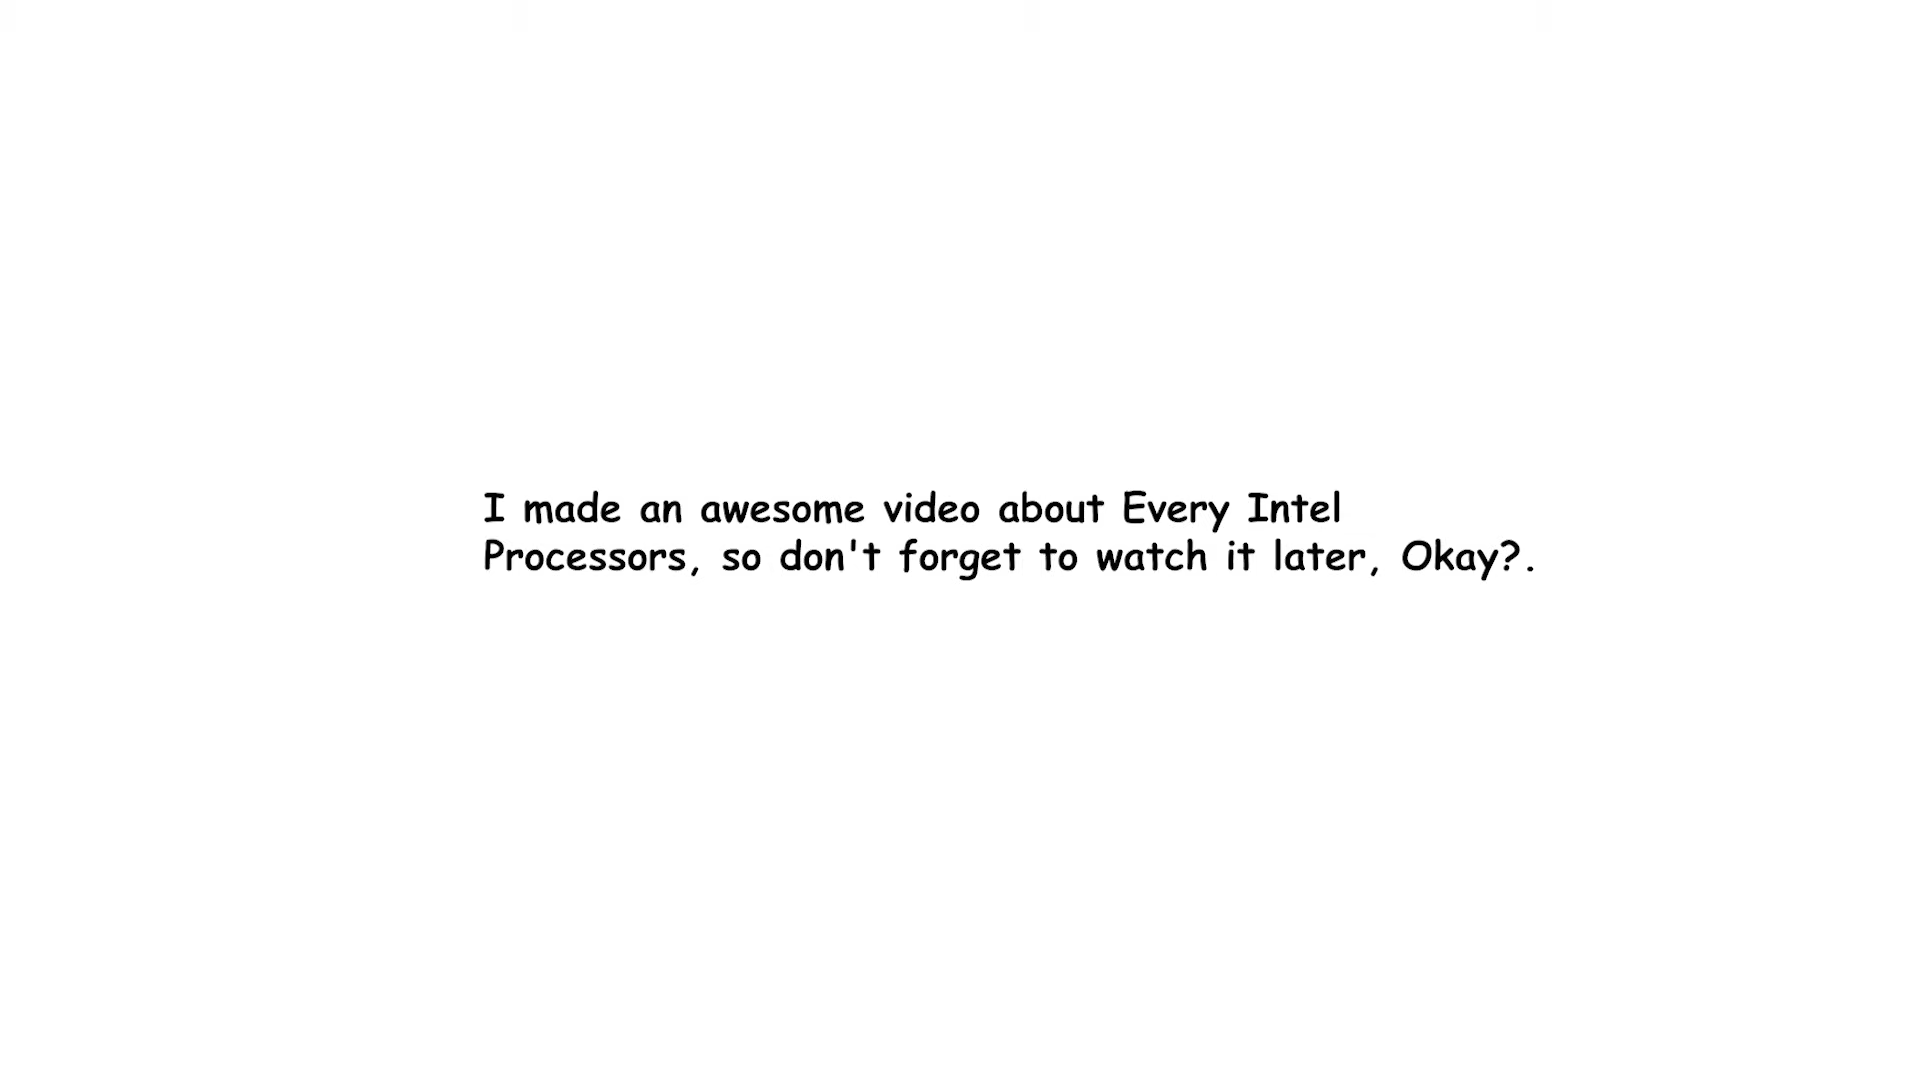 I made an awesome video about Every Intel
Processors, so don't forget to watch it later, Okay?.